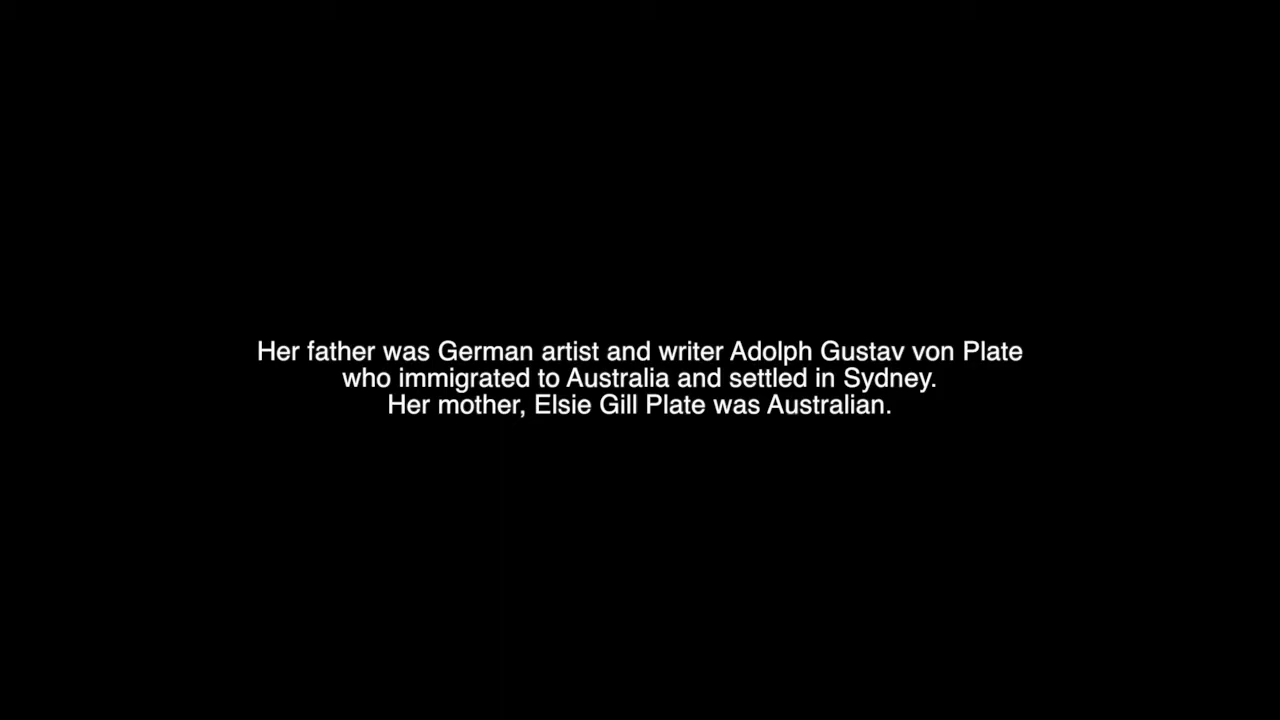 Her father was German artist and writer Adolph Gustav von Plate
who immigrated to Australia and settled in Sydney.
Her mother, Elsie Gill Plate was Australian.